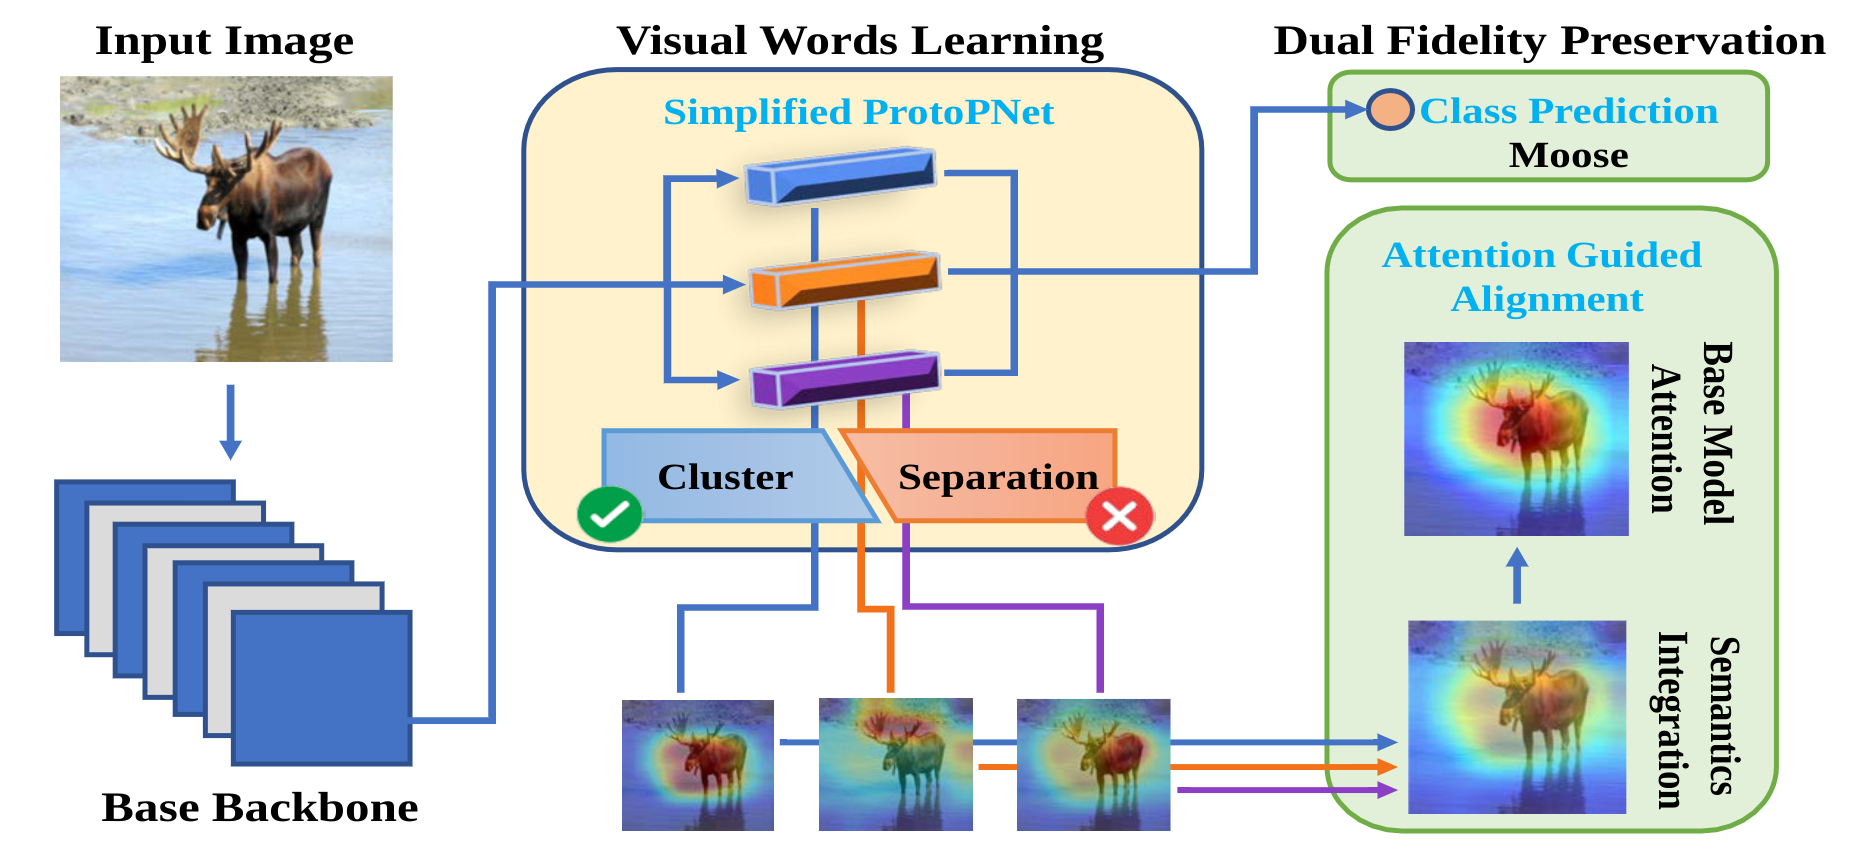 Input Image
Visual Words Learning
Dual Fidelity Preservation
Simplified ProtoPNet
Class Prediction
Moose
Attention Guided
Alignment
Base Model
Attention
Cluster
Separation
Semantics
Integration
Base Backbone